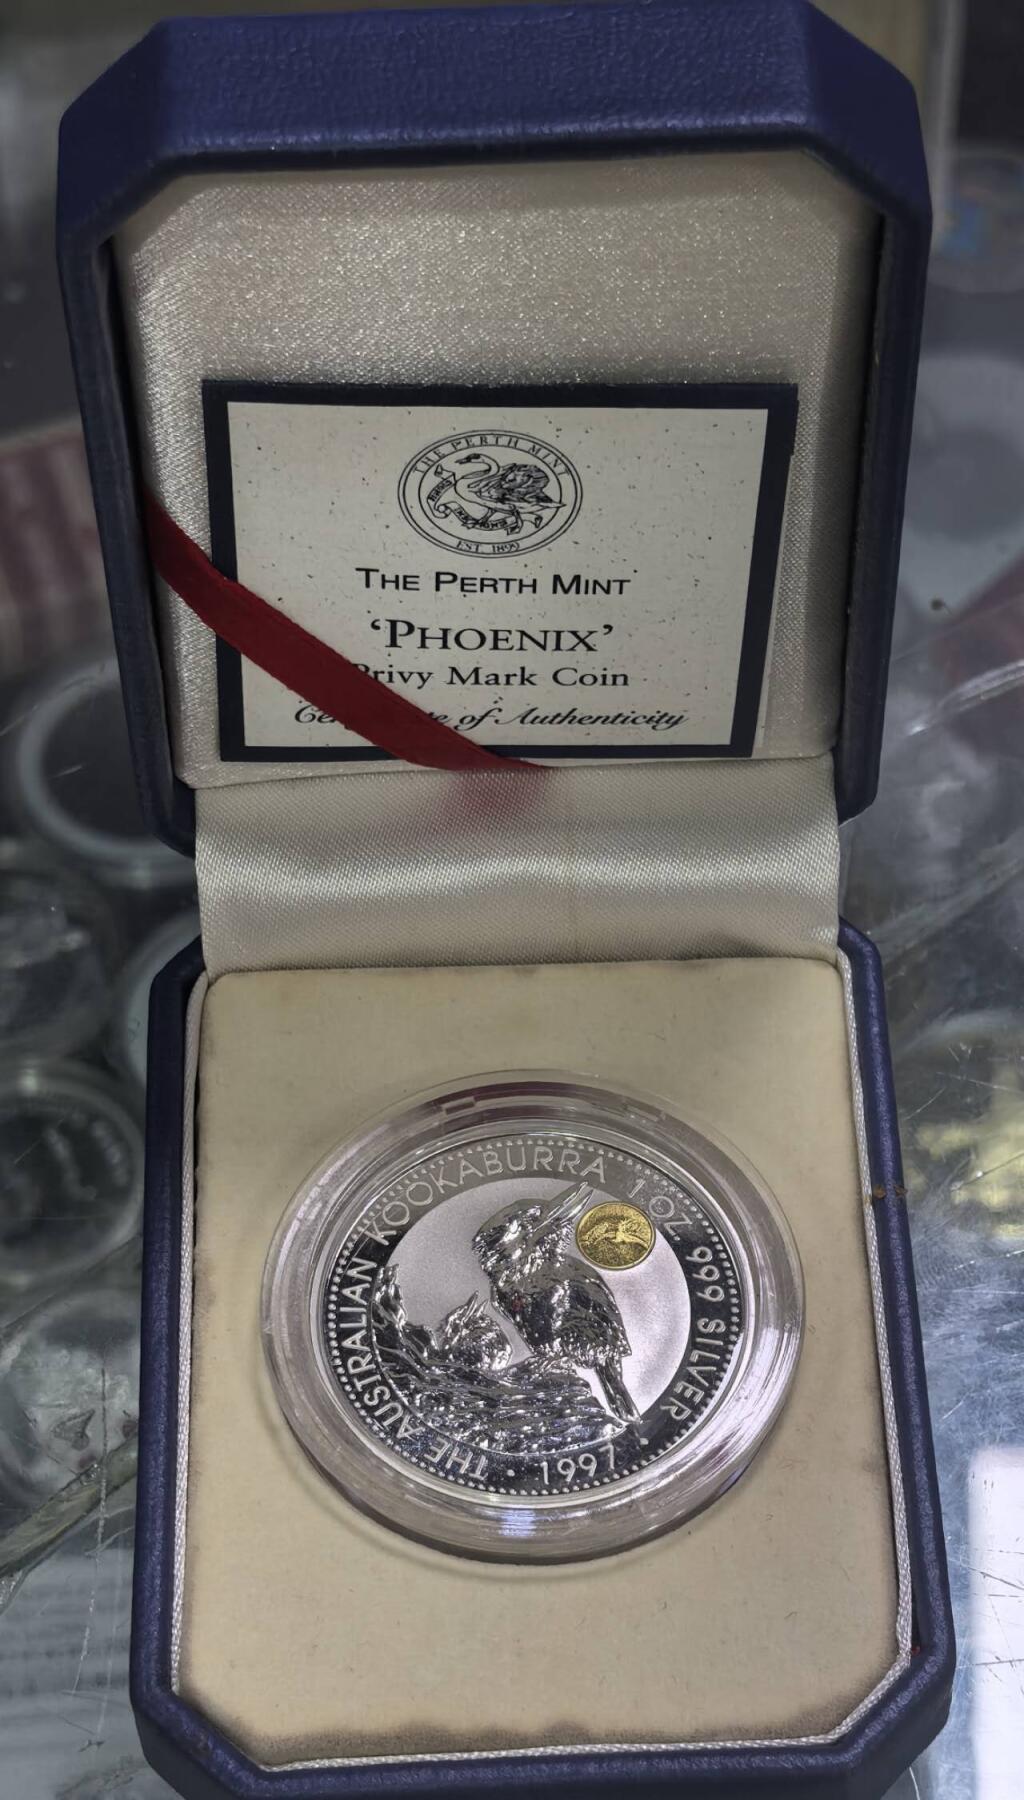 THE PERTH MINT
EST 1899
THE PERTH MINT
'PHOENIX'
Privy Mark Coin
of Authenticity
THE AUSTRALIAN KOOKABURRA 1 OZ. 999 SILVER
· 1997 ·